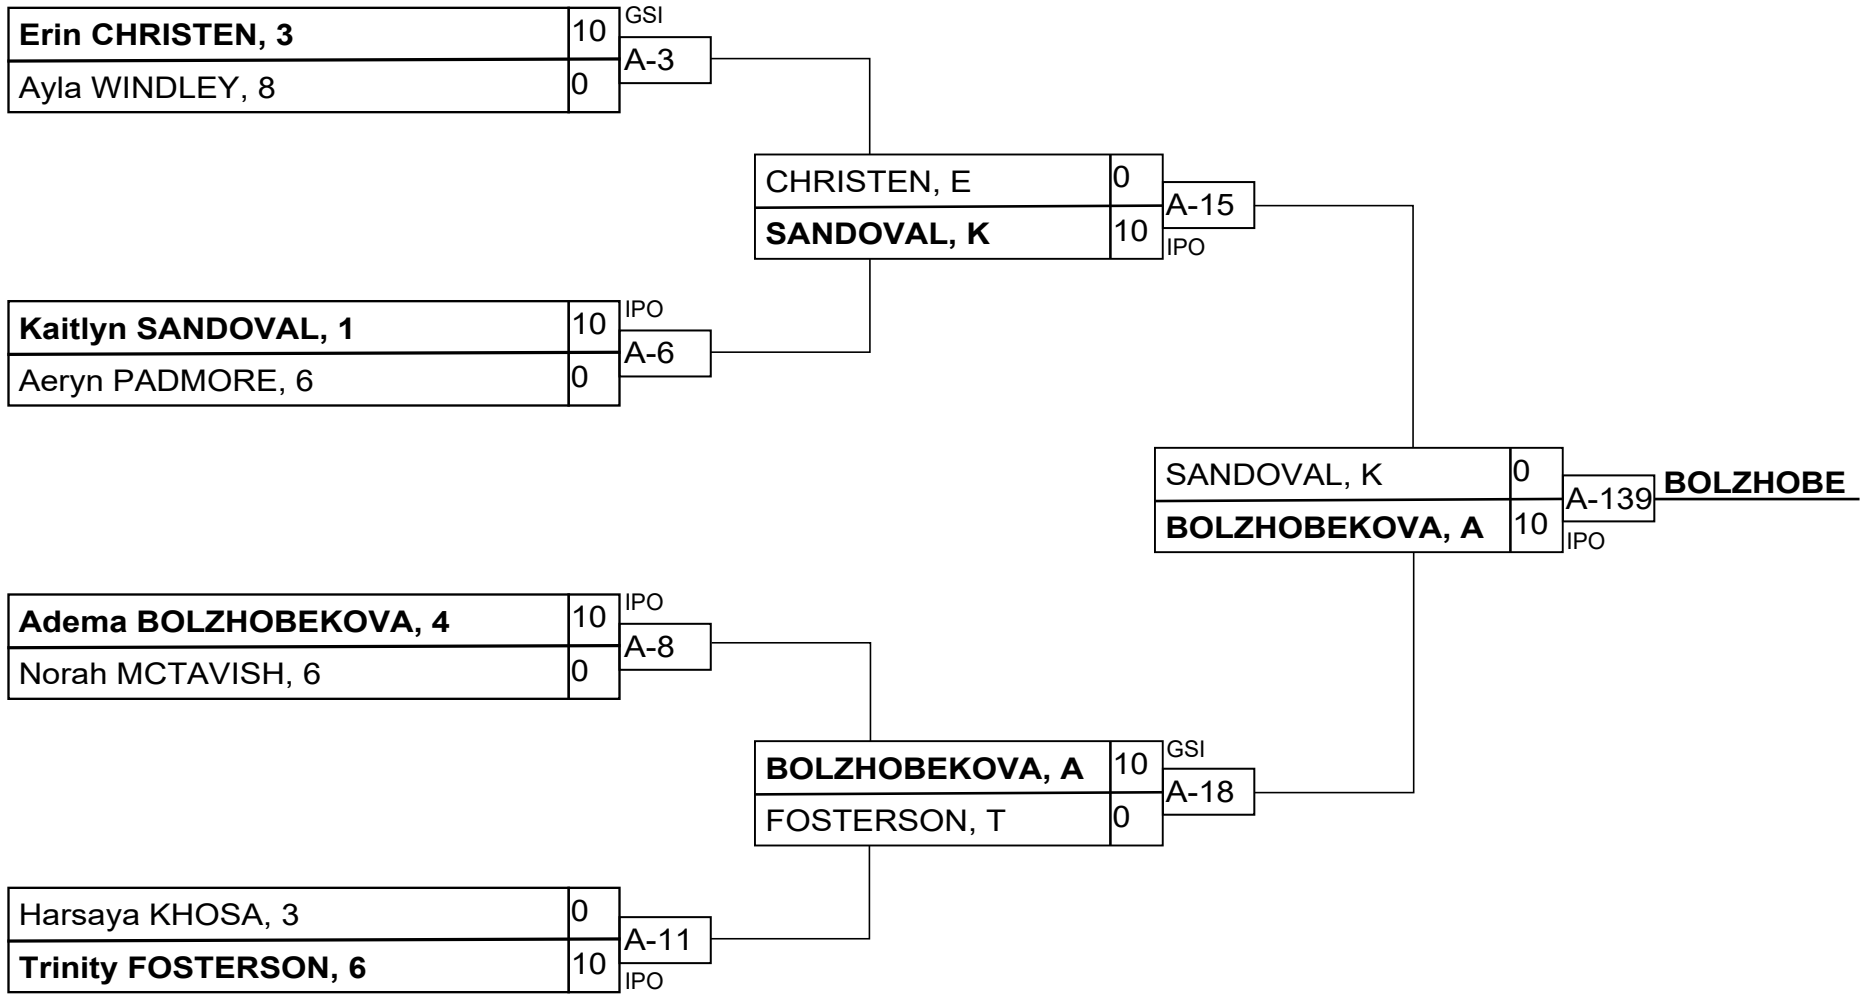 Erin CHRISTEN, 3 10 GSI
A-3
Ayla WINDLEY, 8 0
CHRISTEN, E 0
A-15
SANDOVAL, K 10 IPO
Kaitlyn SANDOVAL, 1 10 IPO
A-6
Aeryn PADMORE, 6 0
SANDOVAL, K 0
A-139 BOLZHOBE
BOLZHOBEKOVA, A 10 IPO
Adema BOLZHOBEKOVA, 4 10 IPO
A-8
Norah MCTAVISH, 6 0
BOLZHOBEKOVA, A 10 GSI
A-18
FOSTERSON, T 0
Harsaya KHOSA, 3 0
A-11
Trinity FOSTERSON, 6 10 IPO